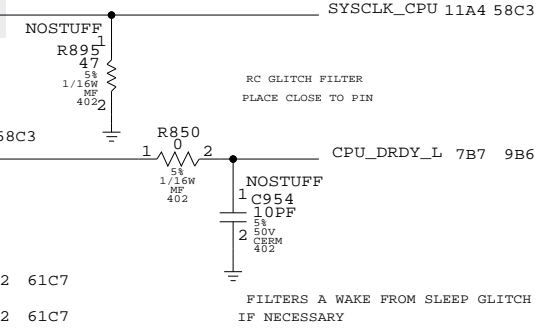 SYSCLK_CPU 11A4 58C3
NOSTUFF
1
R895
47
5%
1/16W
MF
402
2
RC GLITCH FILTER
PLACE CLOSE TO PIN
58C3
R850
0
1 2
5%
1/16W
MF
402
CPU_DRDY_L 7B7 9B6
NOSTUFF
1
C954
10PF
5%
50V
2
CERM
402
2 61C7
FILTERS A WAKE FROM SLEEP GLITCH
2 61C7
IF NECESSARY